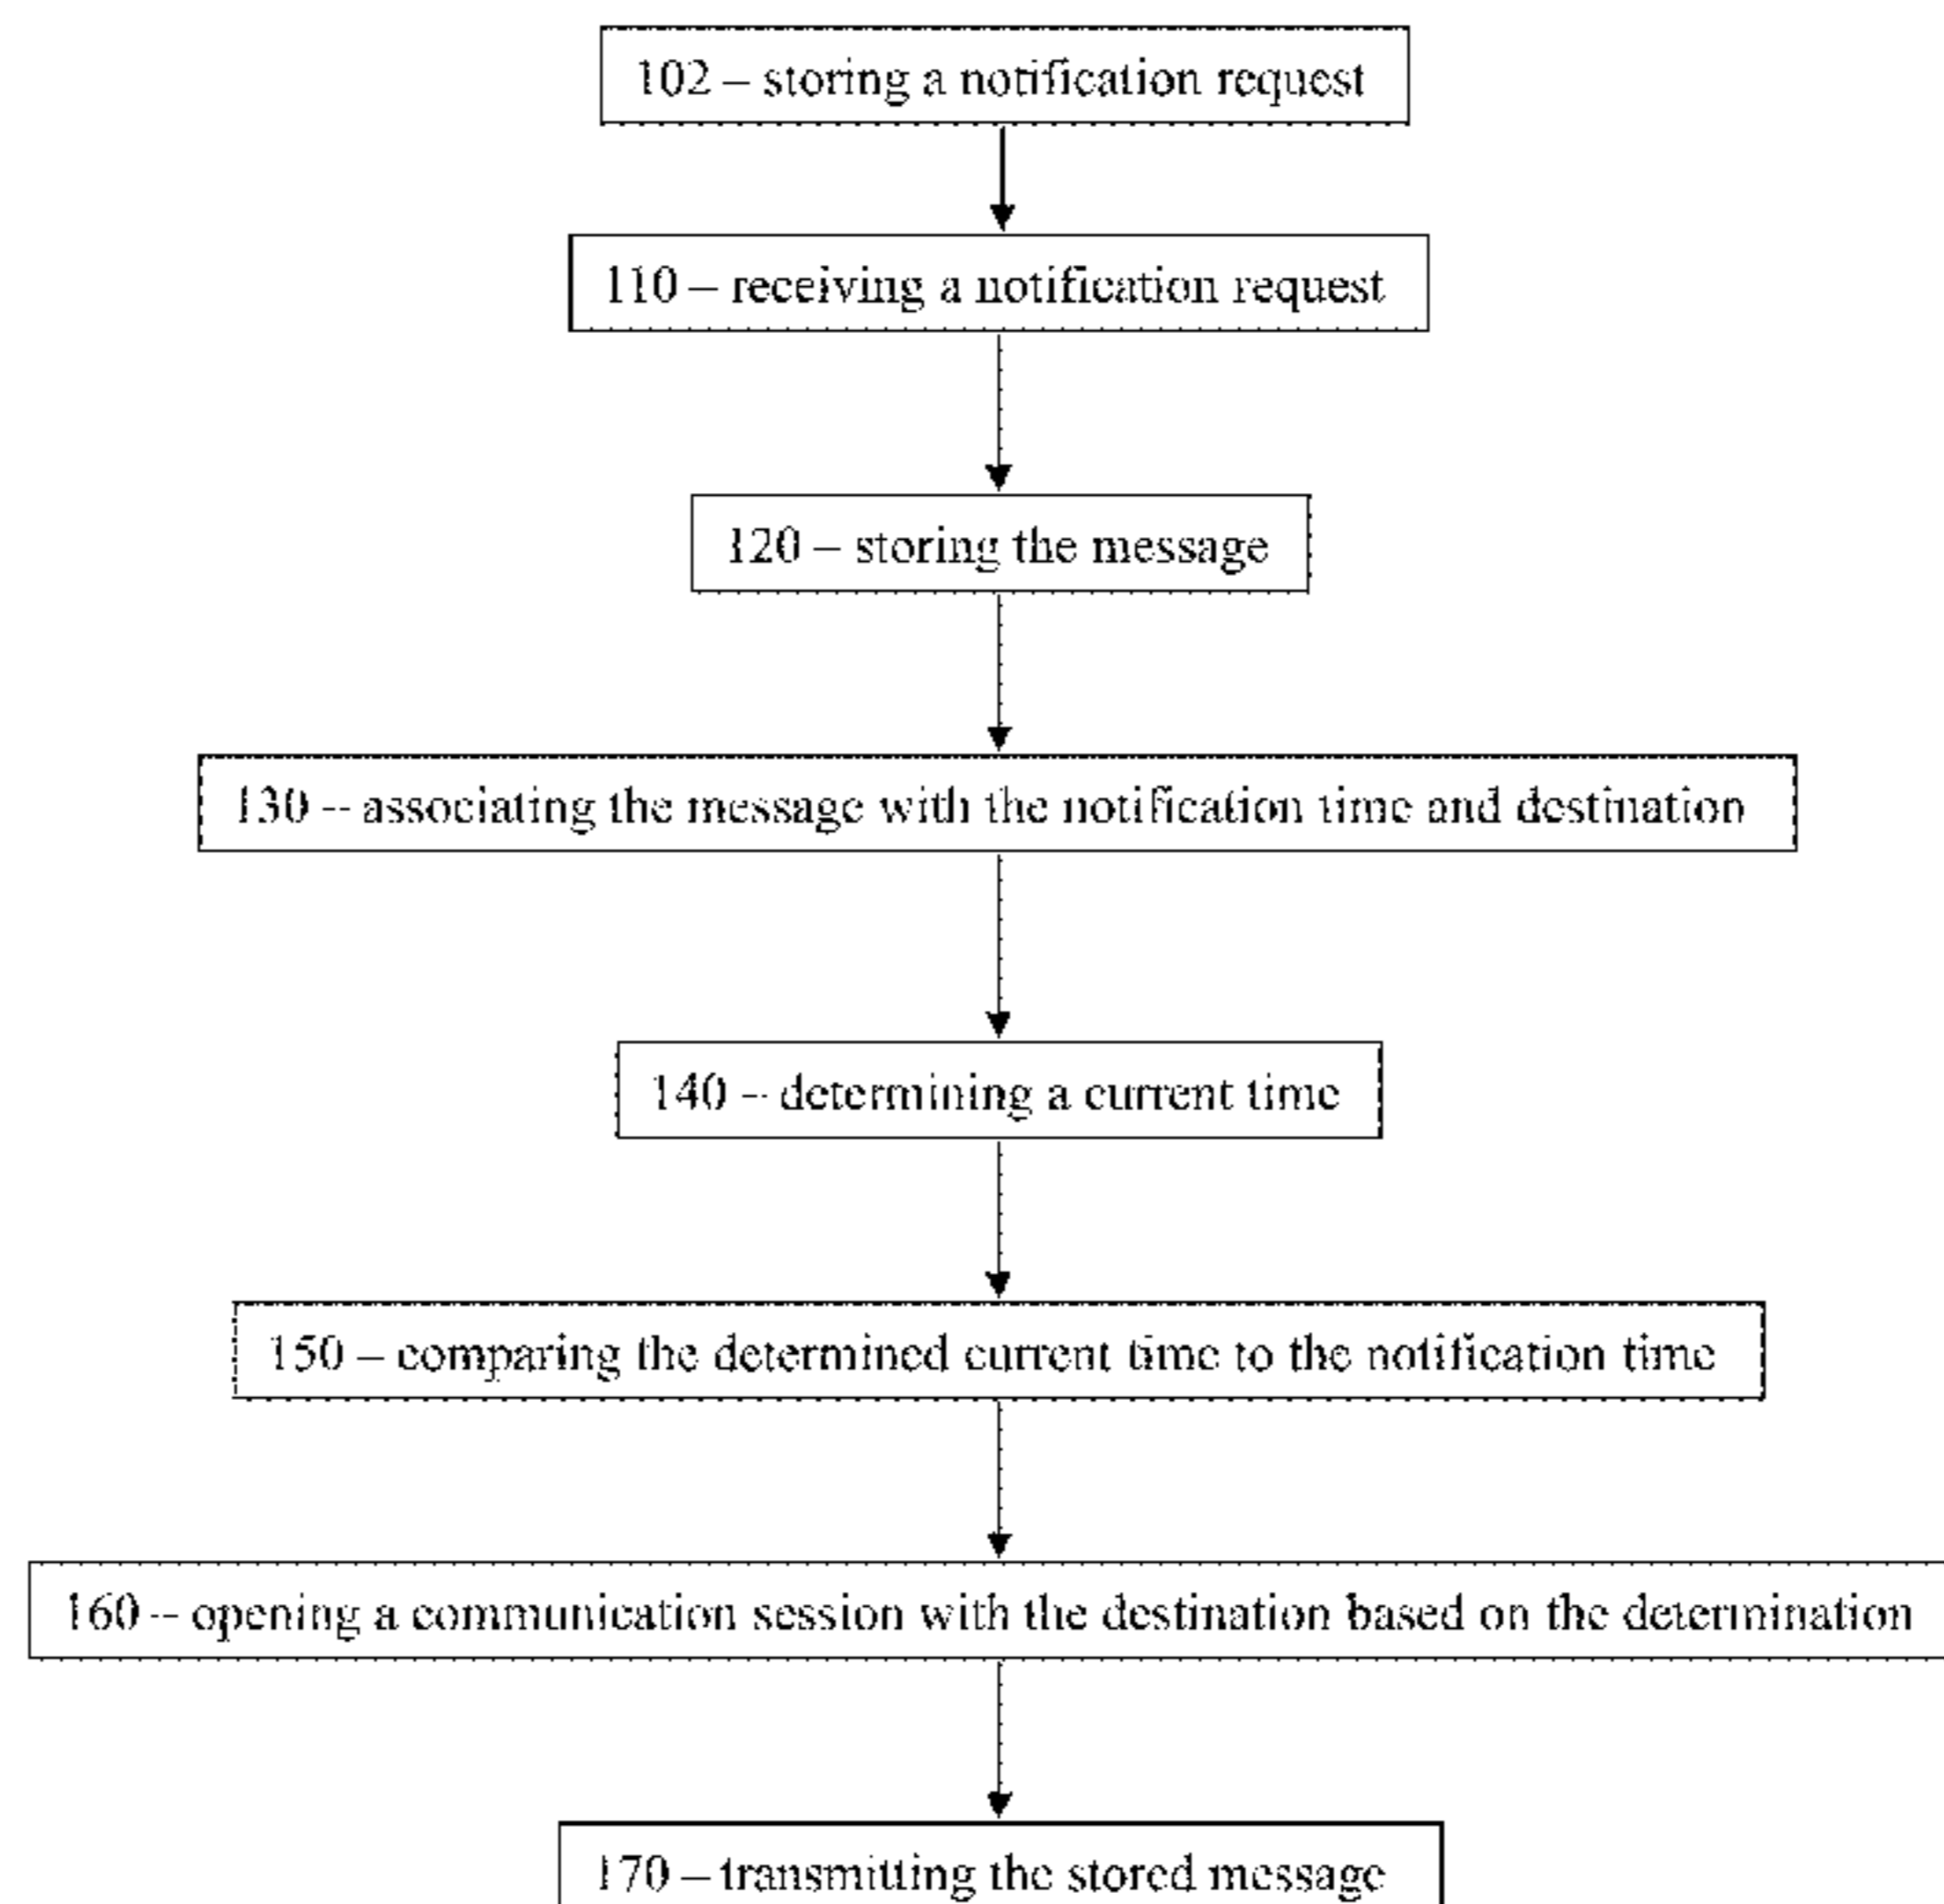 102 – storing a notification request
110 – receiving a notification request
120 – storing the message
130 – associating the message with the notification time and destination
140 – determining a current time
150 – comparing the determined current time to the notification time
160 – opening a communication session with the destination based on the determination
170 – transmitting the stored message